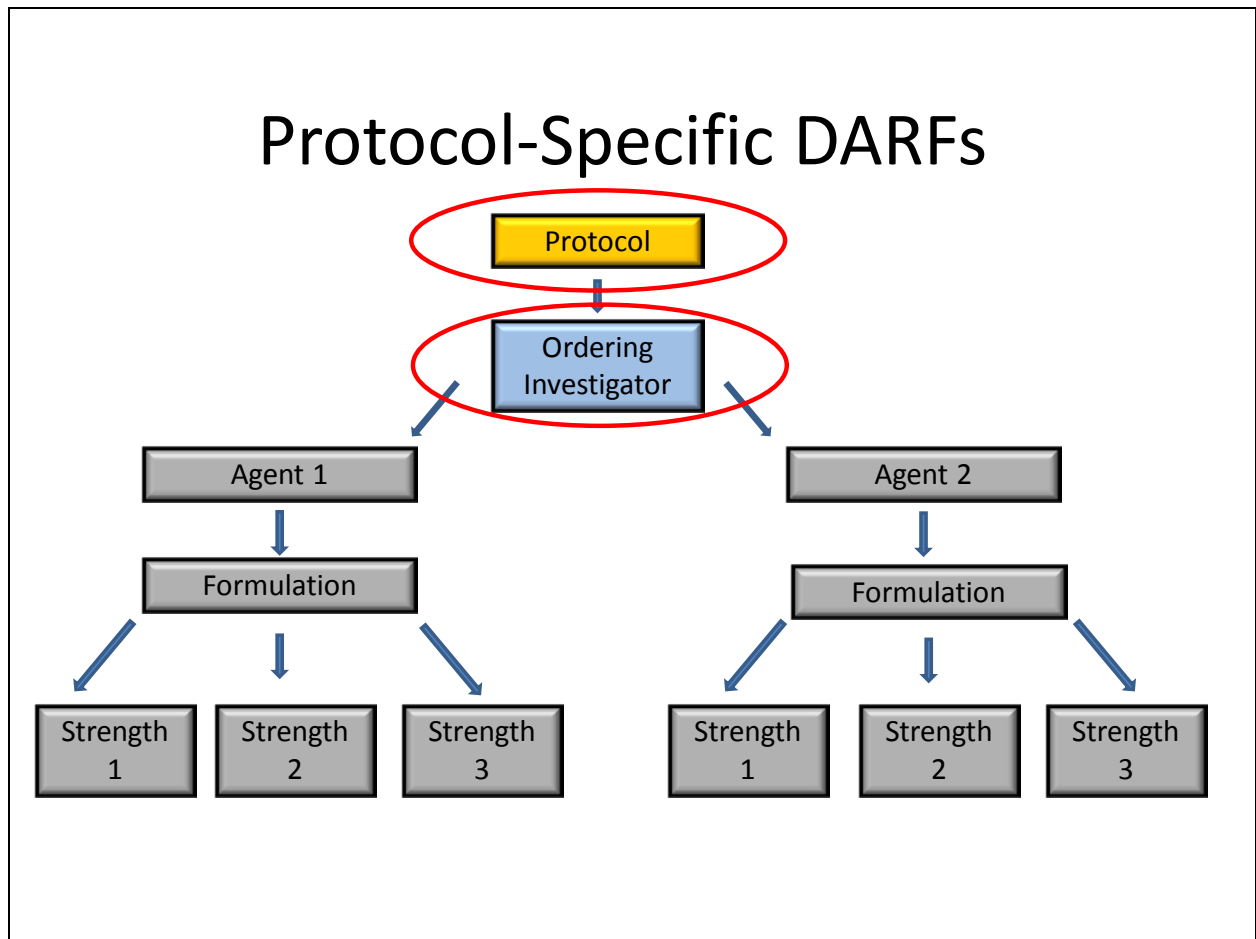 Protocol-Specific DARFs
Protocol
Ordering
Investigator
Agent 1
Agent 2
Formulation
Formulation
Strength
1
Strength
2
Strength
3
Strength
1
Strength
2
Strength
3